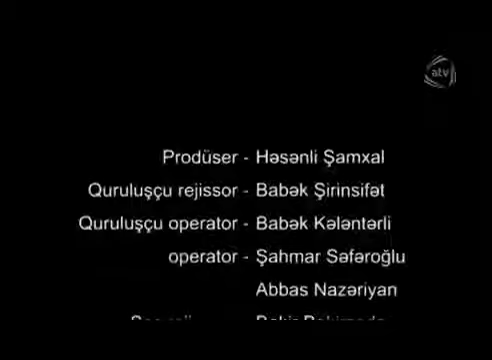 atv
Prodüser - Həsənli Şamxal
Quruluşçu rejissor - Babək Şirinsifət
Quruluşçu operator - Babək Kələntərli
operator - Şahmar Səfəroğlu
Abbas Nazəriyan